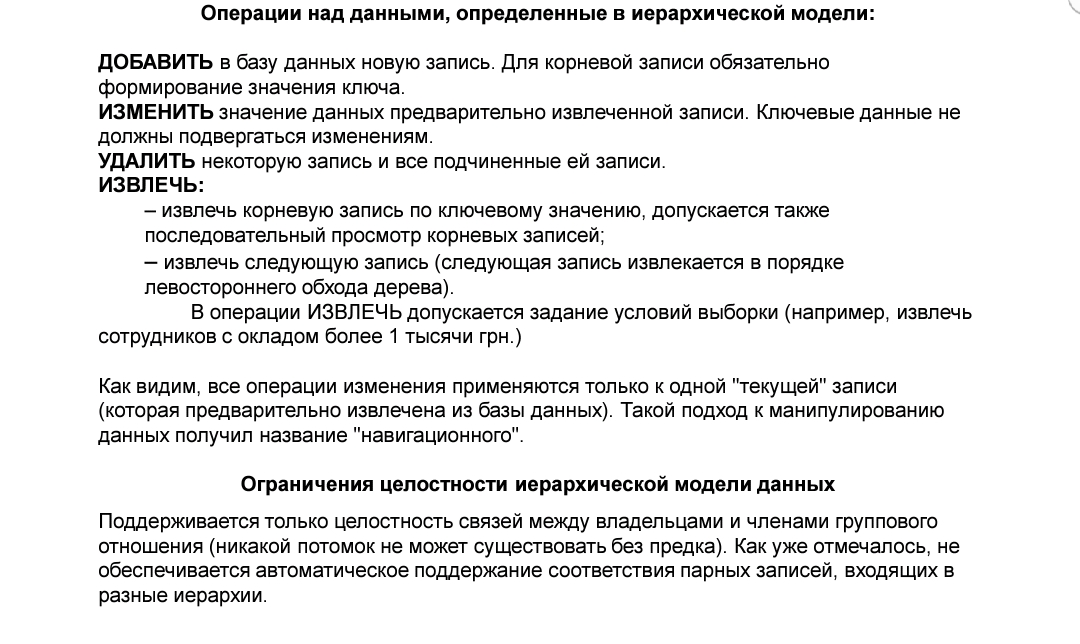 Операции над данными, определенные в иерархической модели:
ДОБАВИТЬ в базу данных новую запись. Для корневой записи обязательно
формирование значения ключа.
ИЗМЕНИТЬ значение данных предварительно извлеченной записи. Ключевые данные не
должны подвергаться изменениям.
УДАЛИТЬ некоторую запись и все подчиненные ей записи.
ИЗВЛЕЧЬ:
– извлечь корневую запись по ключевому значению, допускается также
последовательный просмотр корневых записей;
– извлечь следующую запись (следующая запись извлекается в порядке
левостороннего обхода дерева).
В операции ИЗВЛЕЧЬ допускается задание условий выборки (например, извлечь
сотрудников с окладом более 1 тысячи грн.)
Как видим, все операции изменения применяются только к одной "текущей" записи
(которая предварительно извлечена из базы данных). Такой подход к манипулированию
данных получил название "навигационного".
Ограничения целостности иерархической модели данных
Поддерживается только целостность связей между владельцами и членами группового
отношения (никакой потомок не может существовать без предка). Как уже отмечалось, не
обеспечивается автоматическое поддержание соответствия парных записей, входящих в
разные иерархии.